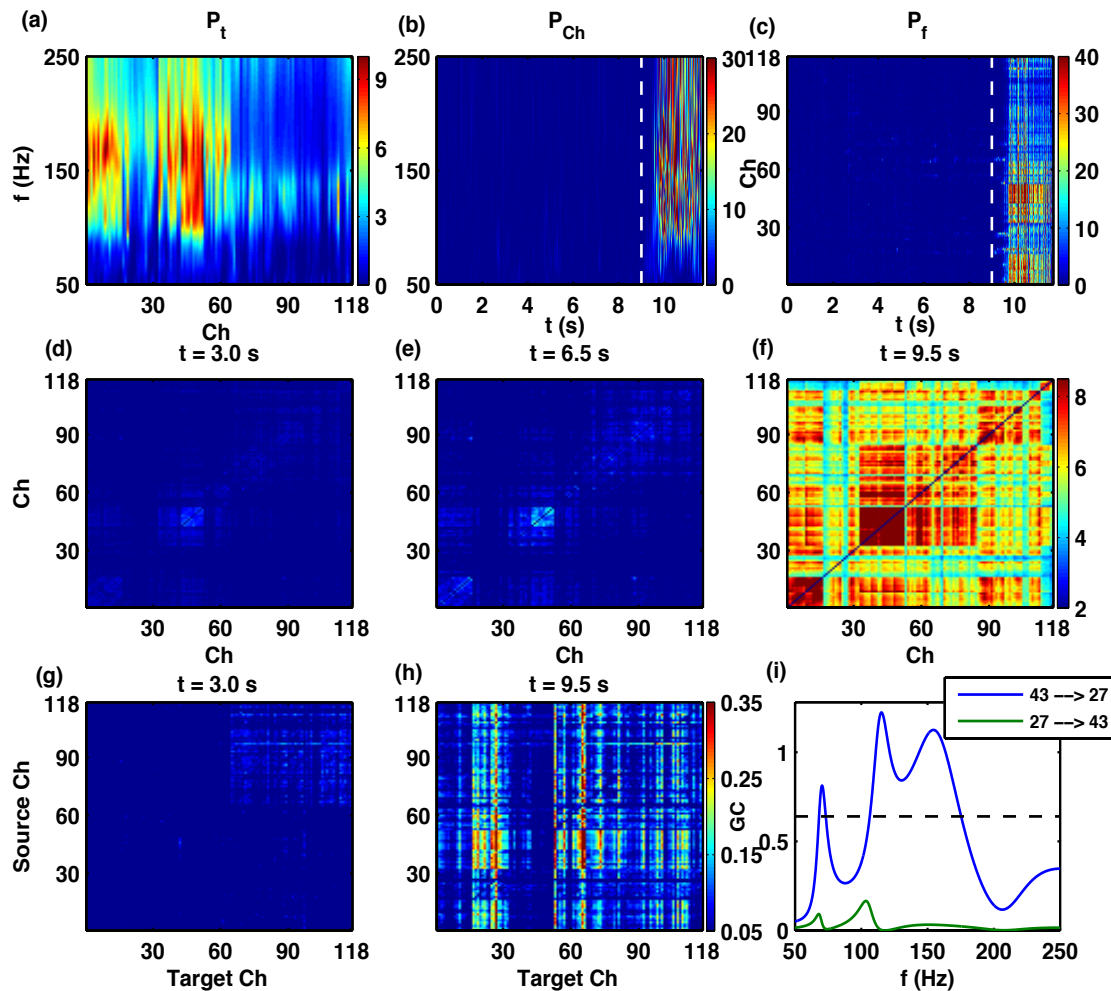 (a) P_t (b) P_Ch (c) P_f
250 150 50
f (Hz)
30 60 90 118
Ch
10 9 6 3 0
250 150 50
0 2 4 6 8 10
t (s)
30 20 10 0
118 90 60 30
Ch
0 2 4 6 8 10
t (s)
40 30 20 10 0
(d) t = 3.0 s (e) t = 6.5 s (f) t = 9.5 s
118 90 60 30
Ch
30 60 90 118
Ch
118 90 60 30
30 60 90 118
Ch
118 90 60 30
30 60 90 118
Ch
8 6 4 2
(g) t = 3.0 s (h) t = 9.5 s (i)
118 90 60 30
Source Ch
30 60 90 118
Target Ch
118 90 60 30
30 60 90 118
Target Ch
0.35 0.25 0.15 0.05
GC
43 −−> 27
27 −−> 43
1 0.5 0
50 100 150 200 250
f (Hz)